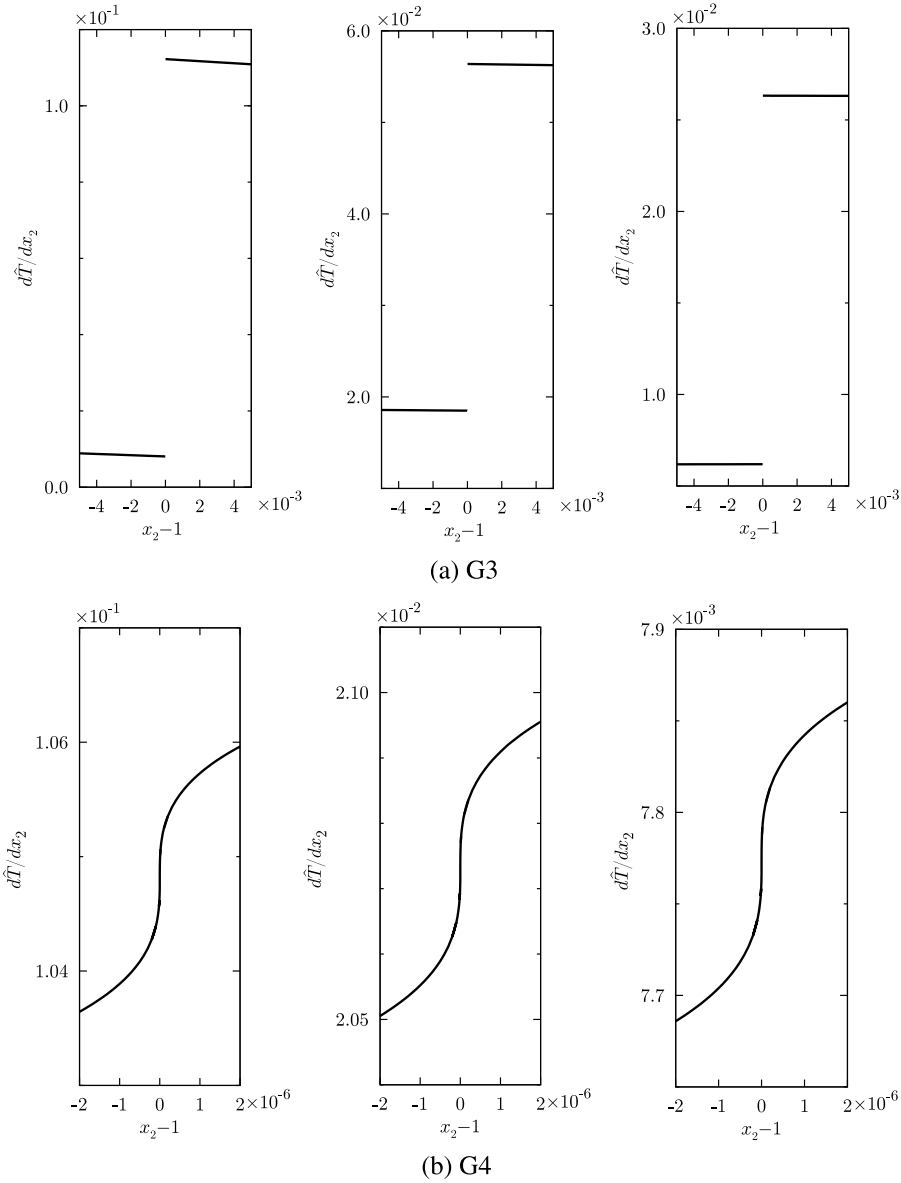 ×10⁻¹
1.0
0.0
dT̂/dx₂
-4 -2 0 2 4 ×10⁻³
x₂−1
×10⁻²
6.0
4.0
2.0
dT̂/dx₂
-4 -2 0 2 4 ×10⁻³
x₂−1
×10⁻²
3.0
2.0
1.0
dT̂/dx₂
-4 -2 0 2 4 ×10⁻³
x₂−1
(a) G3
×10⁻¹
1.06
1.04
dT̂/dx₂
-2 -1 0 1 2×10⁻⁶
x₂−1
×10⁻²
2.10
2.05
dT̂/dx₂
-2 -1 0 1 2×10⁻⁶
x₂−1
×10⁻³
7.9
7.8
7.7
dT̂/dx₂
-2 -1 0 1 2×10⁻⁶
x₂−1
(b) G4